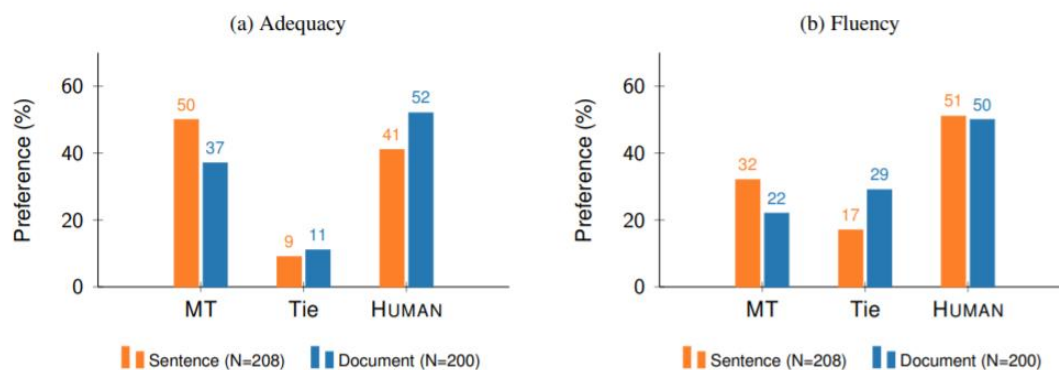 (a) Adequacy
Preference (%)
60
40
20
0
50
37
9
11
41
52
MT
Tie
HUMAN
Sentence (N=208)
Document (N=200)
(b) Fluency
Preference (%)
60
40
20
0
32
22
17
29
51
50
MT
Tie
HUMAN
Sentence (N=208)
Document (N=200)